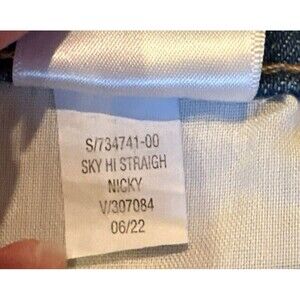 S/734741-00
SKY HI STRAIGH
NICKY
V/307084
06/22